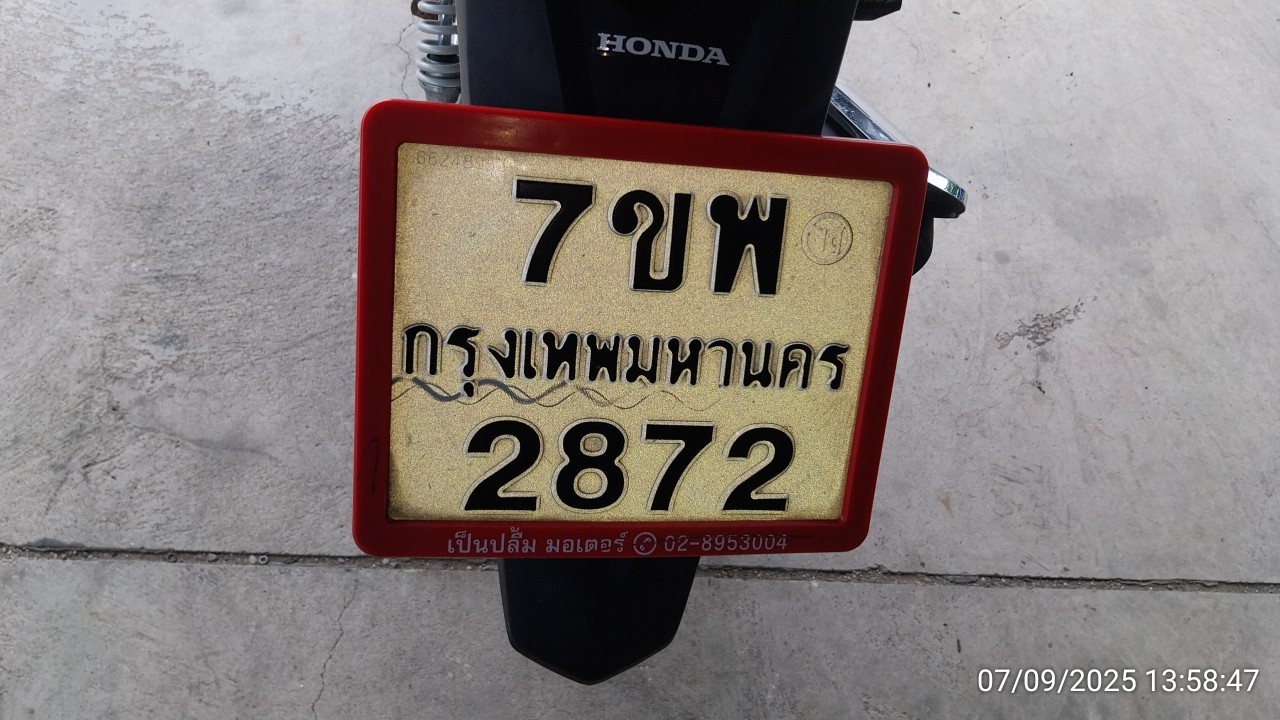 HONDA
7ขพ
กรุงเทพมหานคร
2872
เป็นปลื้ม มอเตอร์ 02-8953004
07/09/2025 13:58:47